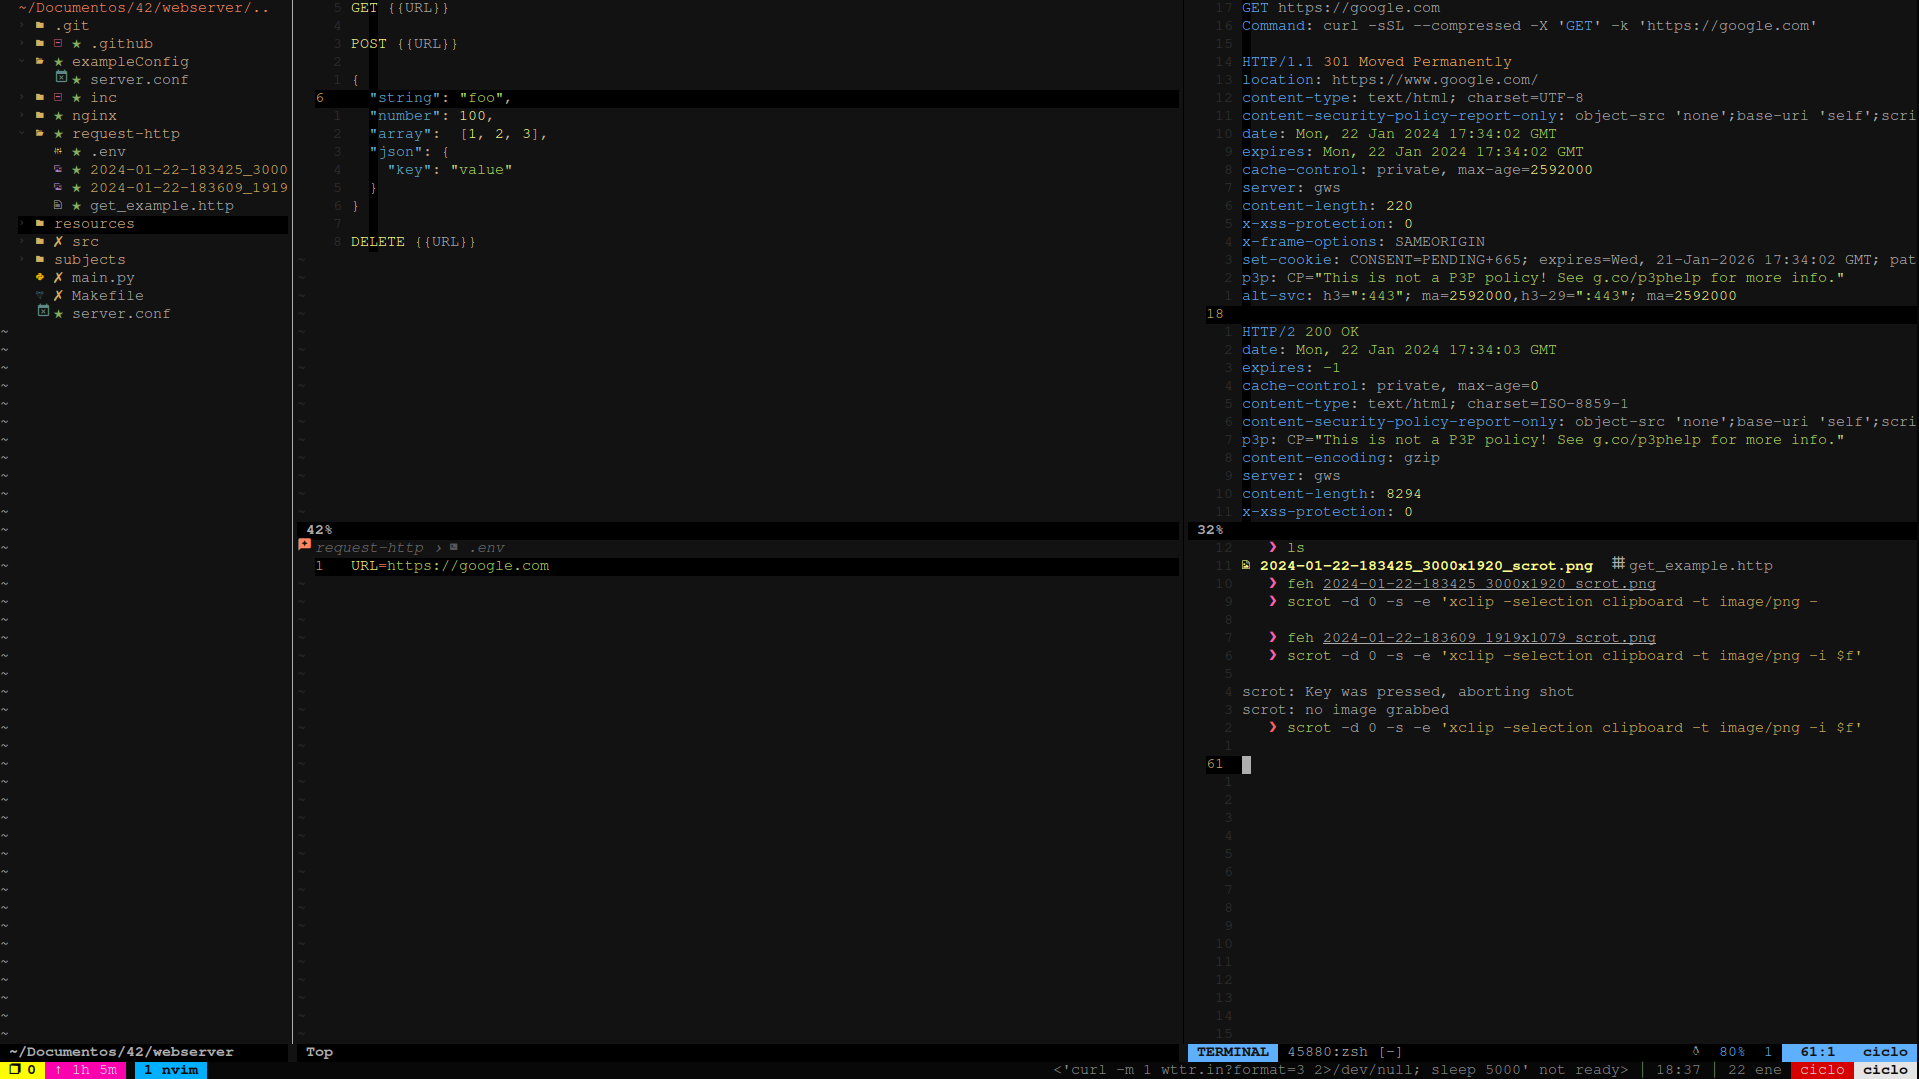 ~/Documentos/42/webserver/..
.git
.github
exampleConfig
server.conf
inc
nginx
request-http
.env
2024-01-22-183425_3000
2024-01-22-183609_1919
get_example.http
resources
src
subjects
main.py
Makefile
server.conf
~/Documentos/42/webserver
5 GET {{URL}}
4
3 POST {{URL}}
2
1 {
6 "string": "foo",
1 "number": 100,
2 "array":  [1, 2, 3],
3 "json": {
4 "key": "value"
5 }
6 }
7
8 DELETE {{URL}}
42%
request-http › .env
1 URL=https://google.com
Top
17 GET https://google.com
16 Command: curl -sSL --compressed -X 'GET' -k 'https://google.com'
15
14 HTTP/1.1 301 Moved Permanently
13 location: https://www.google.com/
12 content-type: text/html; charset=UTF-8
11 content-security-policy-report-only: object-src 'none';base-uri 'self';scri
10 date: Mon, 22 Jan 2024 17:34:02 GMT
9 expires: Mon, 22 Jan 2024 17:34:02 GMT
8 cache-control: private, max-age=2592000
7 server: gws
6 content-length: 220
5 x-xss-protection: 0
4 x-frame-options: SAMEORIGIN
3 set-cookie: CONSENT=PENDING+665; expires=Wed, 21-Jan-2026 17:34:02 GMT; pat
2 p3p: CP="This is not a P3P policy! See g.co/p3phelp for more info."
1 alt-svc: h3=":443"; ma=2592000,h3-29=":443"; ma=2592000
18
1 HTTP/2 200 OK
2 date: Mon, 22 Jan 2024 17:34:03 GMT
3 expires: -1
4 cache-control: private, max-age=0
5 content-type: text/html; charset=ISO-8859-1
6 content-security-policy-report-only: object-src 'none';base-uri 'self';scri
7 p3p: CP="This is not a P3P policy! See g.co/p3phelp for more info."
8 content-encoding: gzip
9 server: gws
10 content-length: 8294
11 x-xss-protection: 0
32%
12 ❯ ls
11 2024-01-22-183425_3000x1920_scrot.png  get_example.http
10 ❯ feh 2024-01-22-183425_3000x1920_scrot.png
9 ❯ scrot -d 0 -s -e 'xclip -selection clipboard -t image/png -
8
7 ❯ feh 2024-01-22-183609_1919x1079_scrot.png
6 ❯ scrot -d 0 -s -e 'xclip -selection clipboard -t image/png -i $f'
5
4 scrot: Key was pressed, aborting shot
3 scrot: no image grabbed
2 ❯ scrot -d 0 -s -e 'xclip -selection clipboard -t image/png -i $f'
1
61
1
2
3
4
5
6
7
8
9
10
11
12
13
14
15
TERMINAL 45880:zsh [-] 80% 1 61:1 ciclo
0 ↑ 1h 5m 1 nvim <'curl -m 1 wttr.in?format=3 2>/dev/null; sleep 5000' not ready> | 18:37 | 22 ene ciclo ciclo